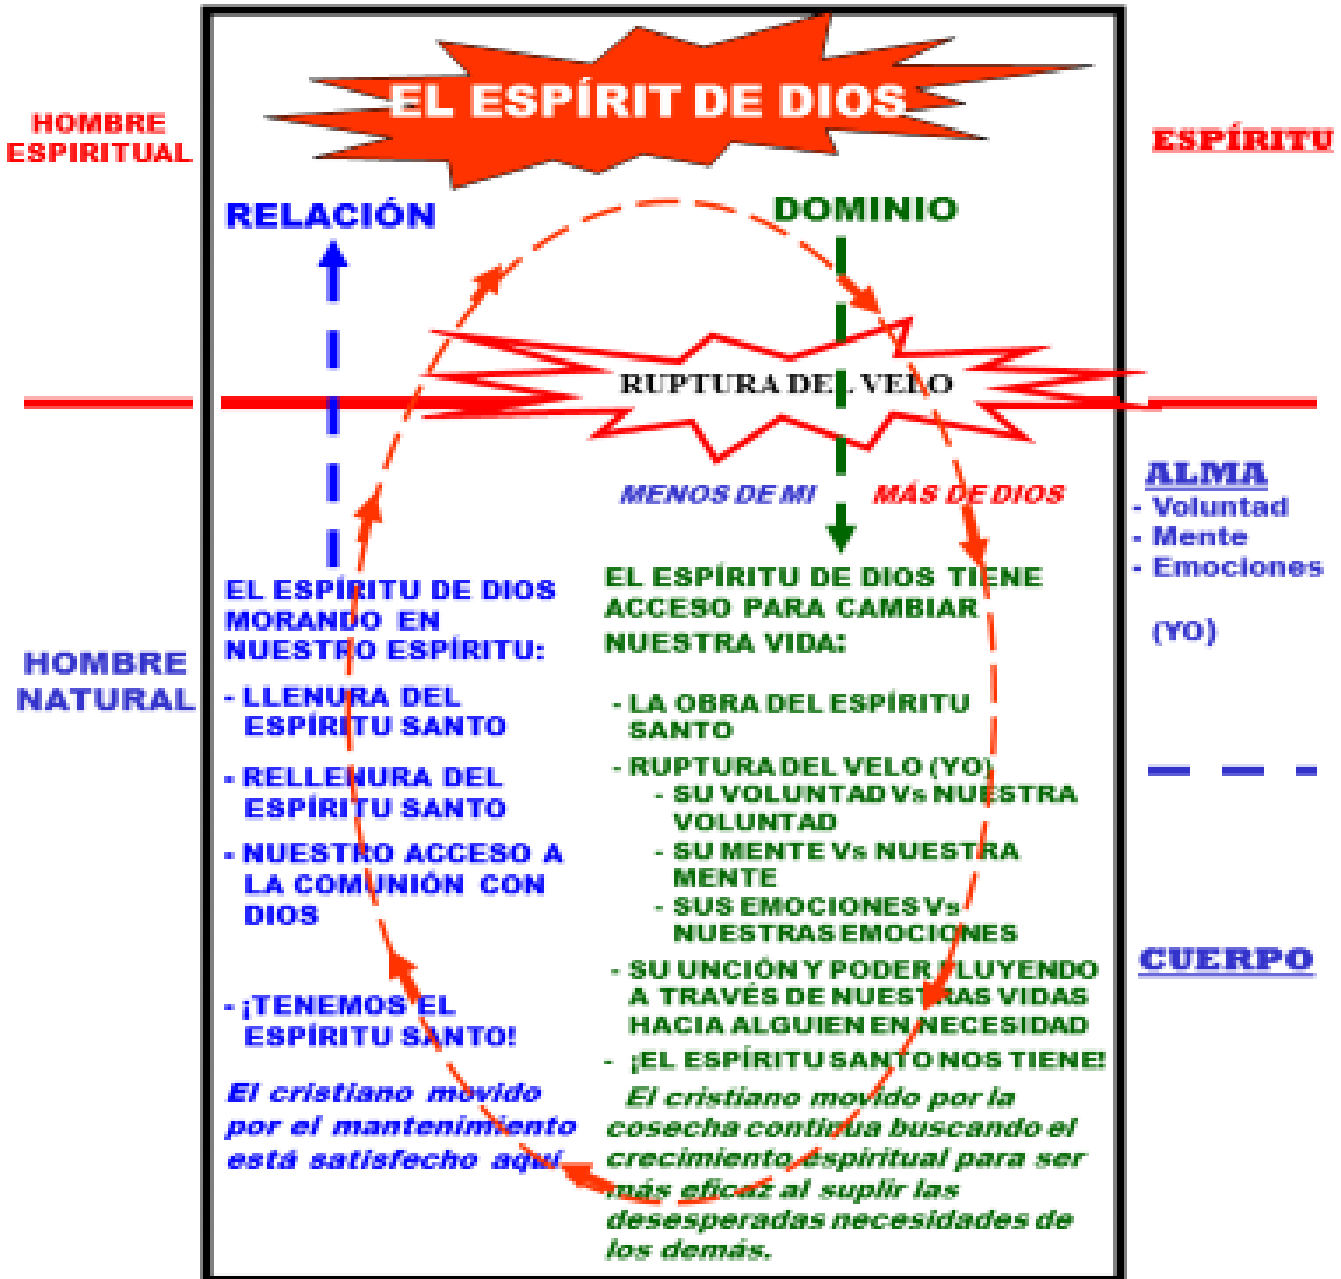 EL ESPÍRIT DE DIOS
HOMBRE
ESPIRITUAL
ESPÍRITU
RELACIÓN
DOMINIO
RUPTURA DEL VELO
MENOS DE MI
MÁS DE DIOS
ALMA
- Voluntad
- Mente
- Emociones
(YO)
HOMBRE
NATURAL
EL ESPÍRITU DE DIOS
MORANDO EN
NUESTRO ESPÍRITU:
- LLENURA DEL
ESPÍRITU SANTO
- RELLENURA DEL
ESPÍRITU SANTO
- NUESTRO ACCESO A
LA COMUNIÓN CON
DIOS
- ¡TENEMOS EL
ESPÍRITU SANTO!
El cristiano movido
por el mantenimiento
está satisfecho aquí
EL ESPÍRITU DE DIOS TIENE
ACCESO PARA CAMBIAR
NUESTRA VIDA:
- LA OBRA DEL ESPÍRITU
SANTO
- RUPTURA DEL VELO (YO)
- SU VOLUNTAD Vs NUESTRA
VOLUNTAD
- SU MENTE Vs NUESTRA
MENTE
- SUS EMOCIONES Vs
NUESTRAS EMOCIONES
- SU UNCIÓN Y PODER FLUYENDO
A TRAVÉS DE NUESTRAS VIDAS
HACIA ALGUIEN EN NECESIDAD
- ¡EL ESPÍRITU SANTO NOS TIENE!
El cristiano movido por la
cosecha continua buscando el
crecimiento espiritual para ser
más eficaz al suplir las
desesperadas necesidades de
los demás.
CUERPO